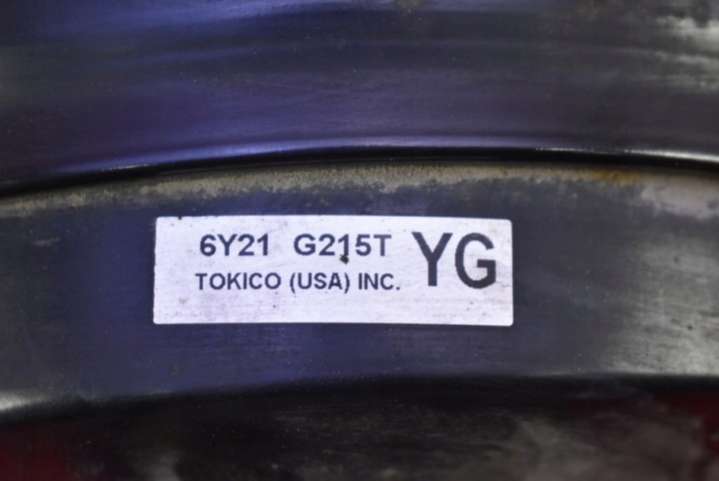 6Y21 G215T YG
TOKICO (USA) INC.